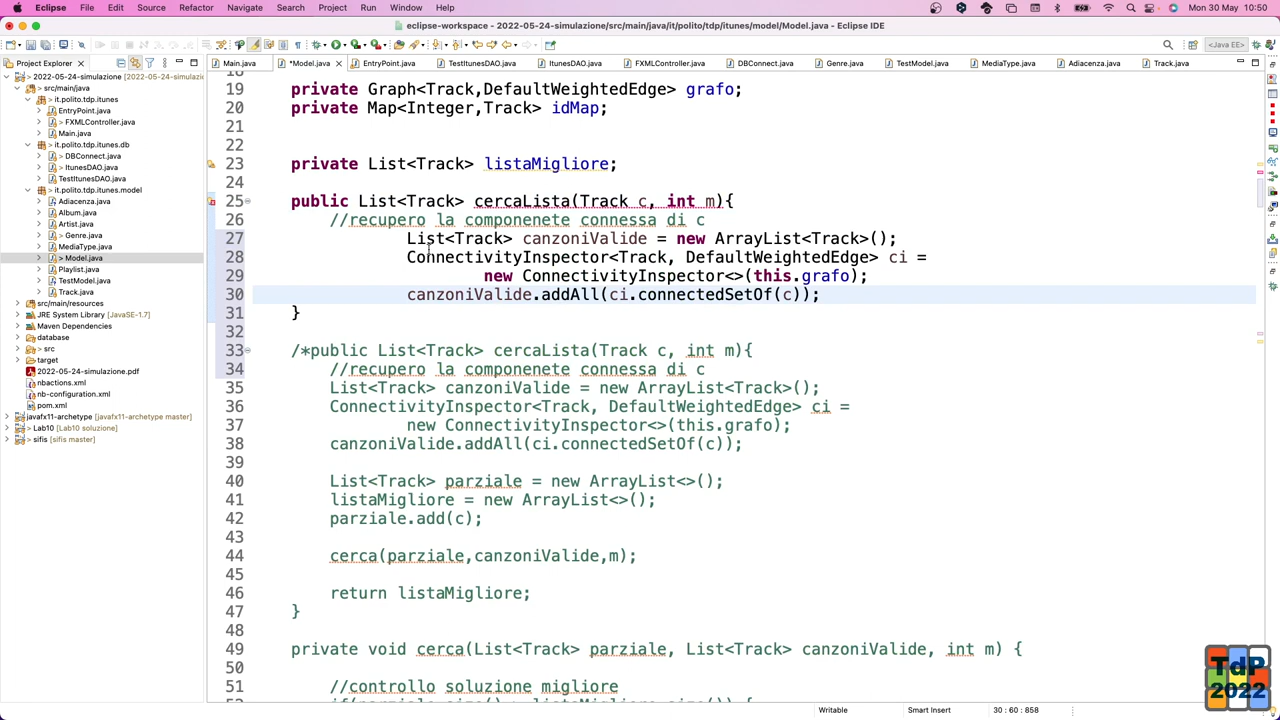 Eclipse File Edit Source Refactor Navigate Search Project Run Window Help Mon 30 May 10:50
eclipse-workspace - 2022-05-24-simulazione/src/main/java/it/polito/tdp/itunes/model/Model.java - Eclipse IDE
<Java EE>
Project Explorer
Main.java *Model.java EntryPoint.java TestItunesDAO.java ItunesDAO.java FXMLController.java DBConnect.java Genre.java TestModel.java MediaType.java Adiacenza.java Track.java
> 2022-05-24-simulazione
src/main/java
it.polito.tdp.itunes
EntryPoint.java
> FXMLController.java
Main.java
it.polito.tdp.itunes.db
> DBConnect.java
> ItunesDAO.java
TestItunesDAO.java
it.polito.tdp.itunes.model
Adiacenza.java
Album.java
Artist.java
> Genre.java
MediaType.java
> Model.java
Playlist.java
TestModel.java
Track.java
src/main/resources
JRE System Library [JavaSE-1.7]
Maven Dependencies
database
> src
target
2022-05-24-simulazione.pdf
nbactions.xml
nb-configuration.xml
pom.xml
javafx11-archetype [javafx11-archetype master]
> Lab10 [Lab10 soluzione]
> sifis [sifis master]
18
19 private Graph<Track,DefaultWeightedEdge> grafo;
20 private Map<Integer,Track> idMap;
21
22
23 private List<Track> listaMigliore;
24
25 public List<Track> cercaLista(Track c, int m){
26 //recupero la componenete connessa di c
27 List<Track> canzoniValide = new ArrayList<Track>();
28 ConnectivityInspector<Track, DefaultWeightedEdge> ci =
29 new ConnectivityInspector<>(this.grafo);
30 canzoniValide.addAll(ci.connectedSetOf(c));
31 }
32
33 /*public List<Track> cercaLista(Track c, int m){
34 //recupero la componenete connessa di c
35 List<Track> canzoniValide = new ArrayList<Track>();
36 ConnectivityInspector<Track, DefaultWeightedEdge> ci =
37 new ConnectivityInspector<>(this.grafo);
38 canzoniValide.addAll(ci.connectedSetOf(c));
39
40 List<Track> parziale = new ArrayList<>();
41 listaMigliore = new ArrayList<>();
42 parziale.add(c);
43
44 cerca(parziale,canzoniValide,m);
45
46 return listaMigliore;
47 }
48
49 private void cerca(List<Track> parziale, List<Track> canzoniValide, int m) {
50
51 //controllo soluzione migliore
52 if(parziale.size() > listaMigliore.size()) {
Writable Smart Insert 30 : 60 : 858
TdP
2022